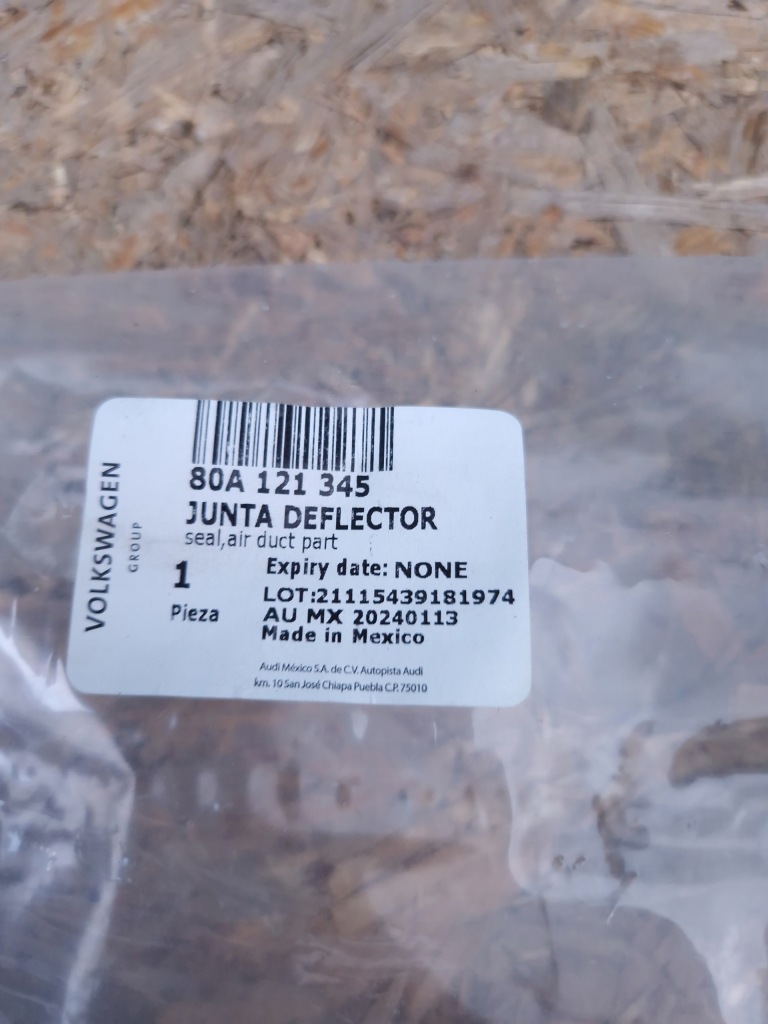 VOLKSWAGEN
GROUP
80A 121 345
JUNTA DEFLECTOR
seal,air duct part
1
Pieza
Expiry date: NONE
LOT:21115439181974
AU MX 20240113
Made in Mexico
Audi México S.A. de C.V. Autopista Audi
km. 10 San José Chiapa Puebla C.P. 75010